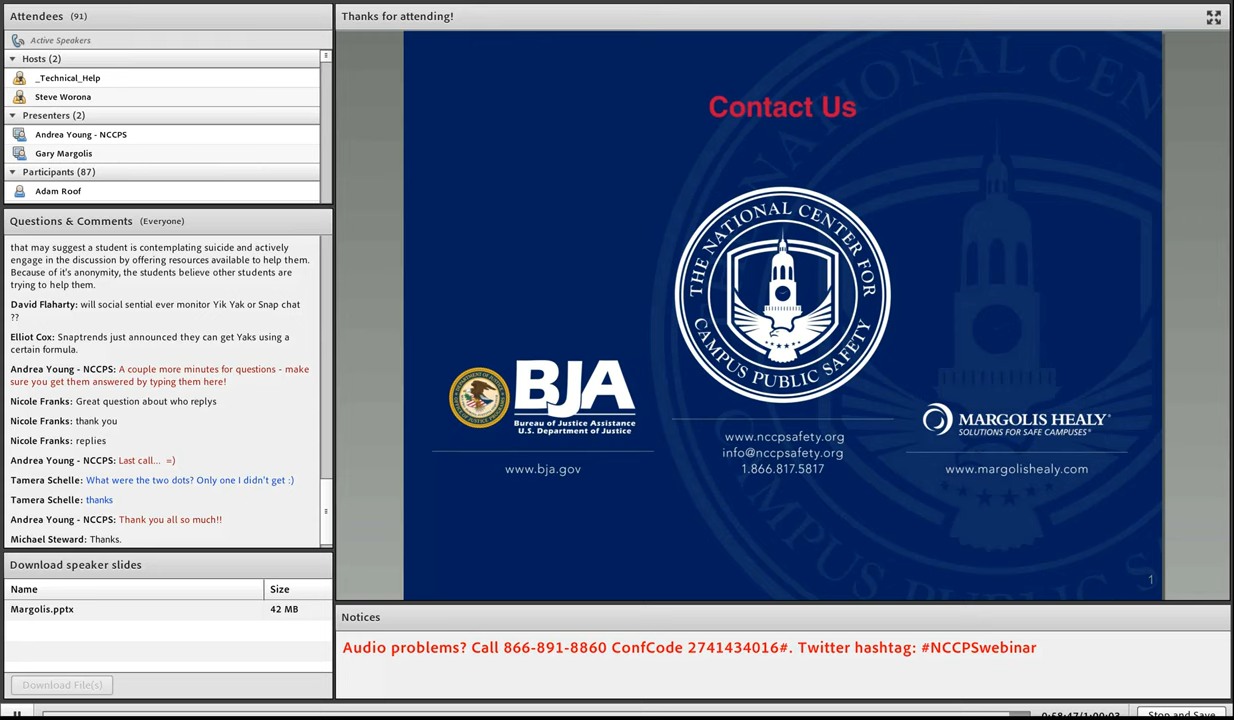 Attendees (91)
Active Speakers
Hosts (2)
_Technical_Help
Steve Worona
Presenters (2)
Andrea Young - NCCPS
Gary Margolis
Participants (87)
Adam Roof
Questions & Comments (Everyone)
that may suggest a student is contemplating suicide and actively
engage in the discussion by offering resources available to help them.
Because of it's anonymity, the students believe other students are
trying to help them.
David Flaharty: will social sential ever monitor Yik Yak or Snap chat
??
Elliot Cox: Snaptrends just announced they can get Yaks using a
certain formula.
Andrea Young - NCCPS: A couple more minutes for questions - make
sure you get them answered by typing them here!
Nicole Franks: Great question about who replys
Nicole Franks: thank you
Nicole Franks: replies
Andrea Young - NCCPS: Last call... =)
Tamera Schelle: What were the two dots? Only one I didn't get :)
Tamera Schelle: thanks
Andrea Young - NCCPS: Thank you all so much!!
Michael Steward: Thanks.
Download speaker slides
Name Size
Margolis.pptx 42 MB
Download File(s)
Thanks for attending!
Contact Us
THE NATIONAL CENTER FOR
CAMPUS PUBLIC SAFETY
BJA
Bureau of Justice Assistance
U.S. Department of Justice
www.bja.gov
www.nccpsafety.org
info@nccpsafety.org
1.866.817.5817
MARGOLIS HEALY®
SOLUTIONS FOR SAFE CAMPUSES®
www.margolishealy.com
1
Notices
Audio problems? Call 866-891-8860 ConfCode 2741434016#. Twitter hashtag: #NCCPSwebinar
0:58:47/1:00:03
Stop and Save